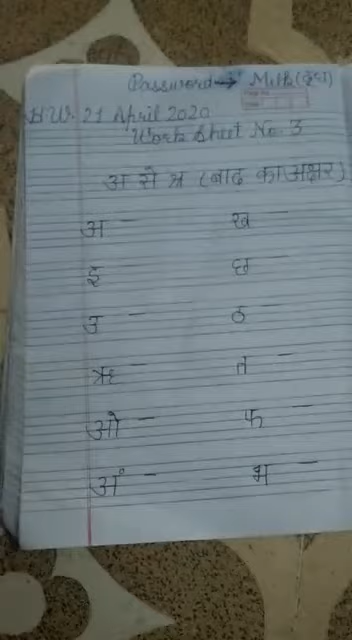 Password → Milk (दूध)
H.W. 21 April 2020
Work Sheet No. 3
अ से श्र (बाद का अक्षर)
अ — ख —
इ — छ —
उ — ठ —
ऋ — त —
ओ — फ —
अं — भ —